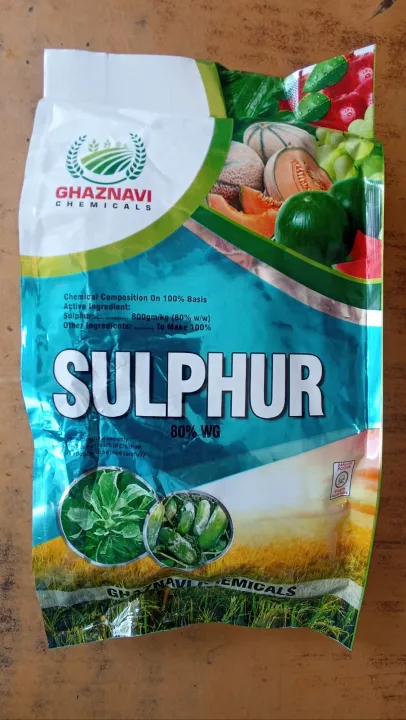 GHAZNAVI
CHEMICALS
Chemical Composition On 100% Basis
Active Ingredient:
Sulphur.............. 800gm/kg (80% w/w)
Other Ingredients: ......... to Make 100%
SULPHUR
80% WG
GHAZNAVI CHEMICALS